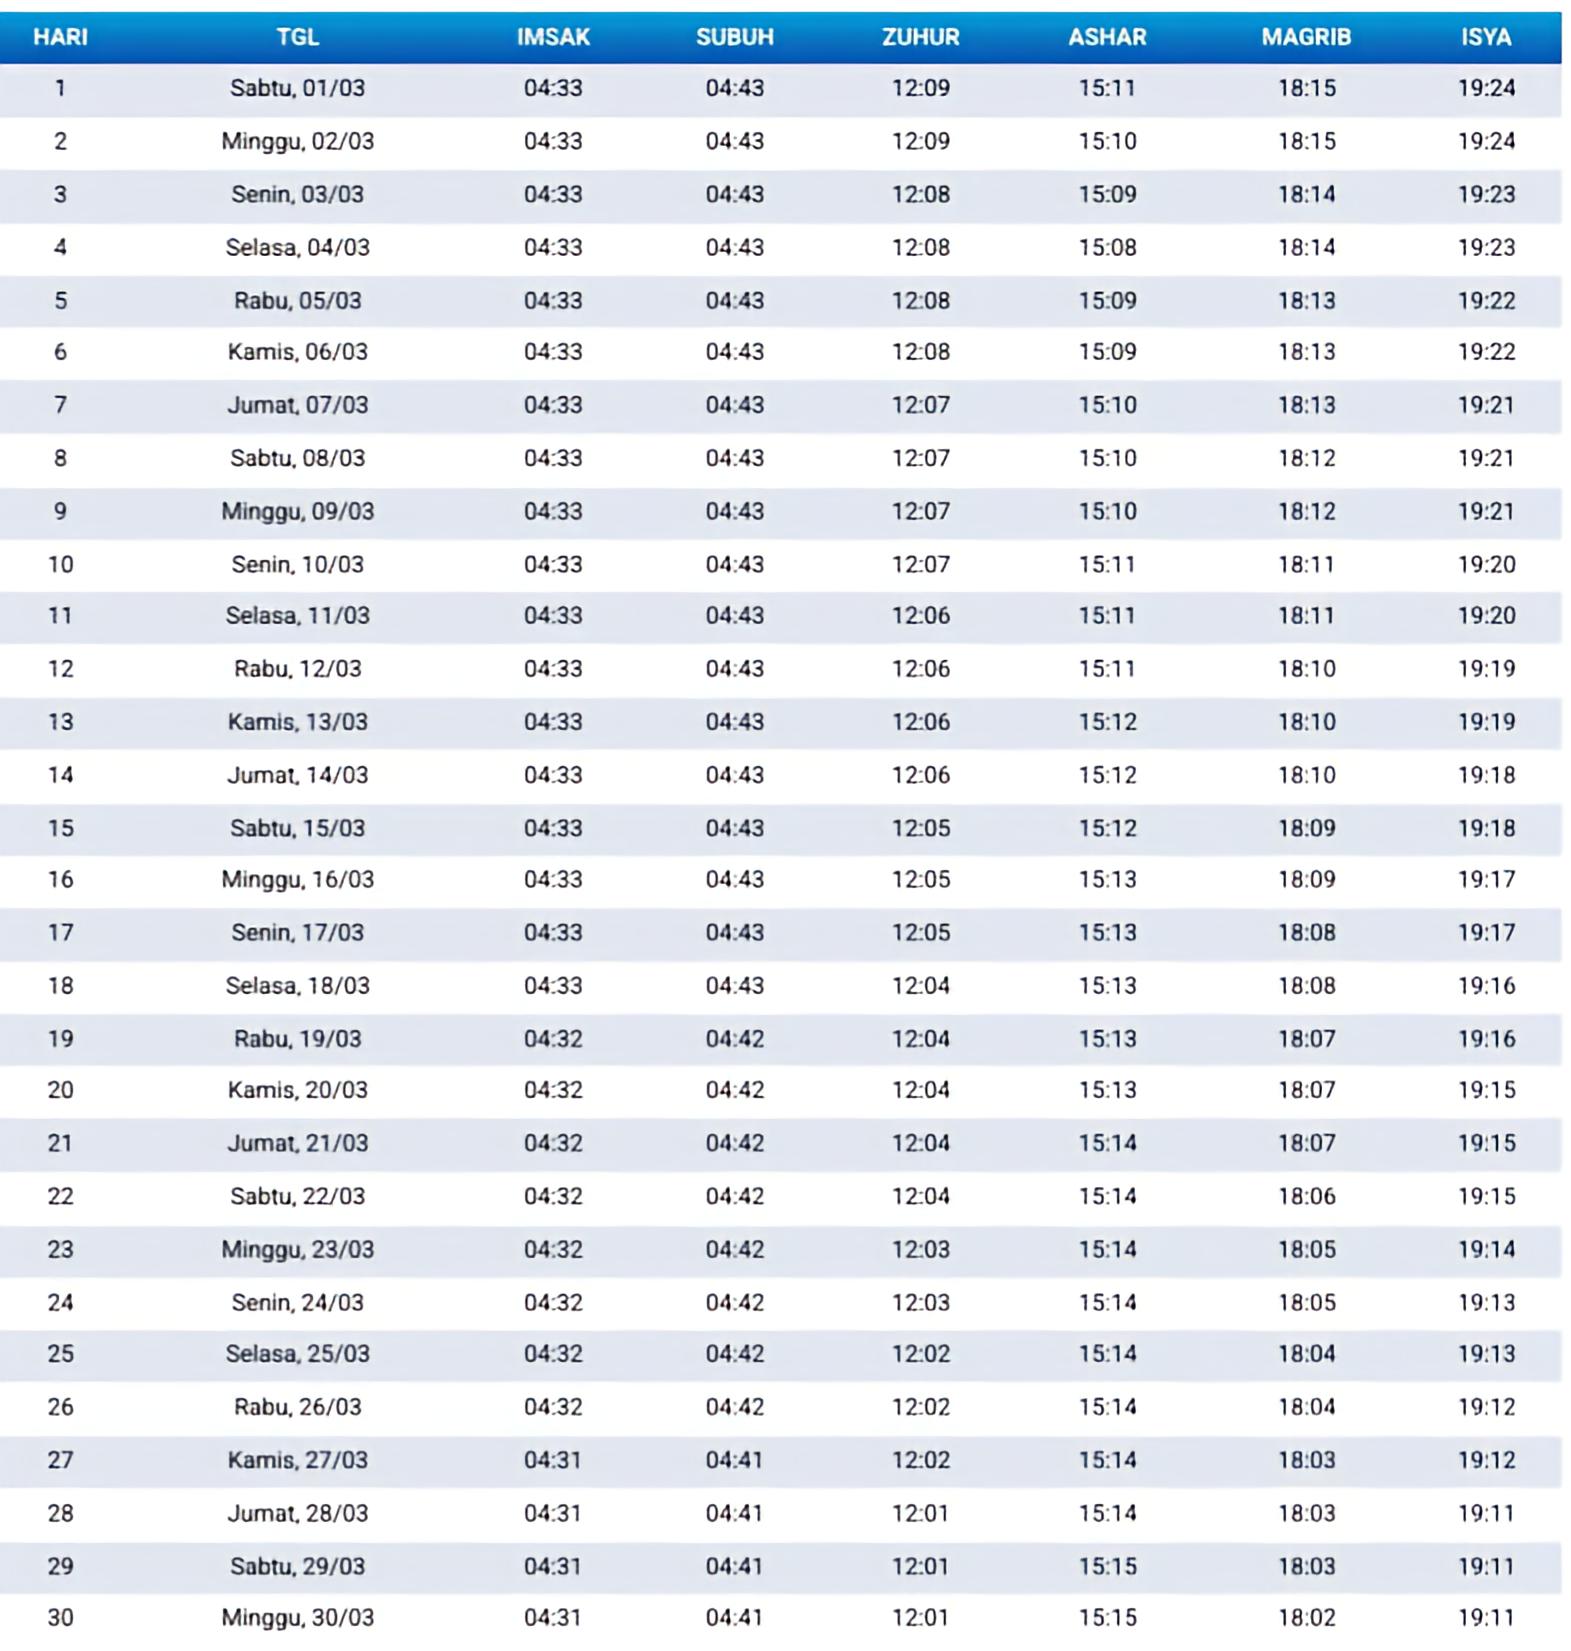 HARI TGL IMSAK SUBUH ZUHUR ASHAR MAGRIB ISYA
1 Sabtu, 01/03 04:33 04:43 12:09 15:11 18:15 19:24
2 Minggu, 02/03 04:33 04:43 12:09 15:10 18:15 19:24
3 Senin, 03/03 04:33 04:43 12:08 15:09 18:14 19:23
4 Selasa, 04/03 04:33 04:43 12:08 15:08 18:14 19:23
5 Rabu, 05/03 04:33 04:43 12:08 15:09 18:13 19:22
6 Kamis, 06/03 04:33 04:43 12:08 15:09 18:13 19:22
7 Jumat, 07/03 04:33 04:43 12:07 15:10 18:13 19:21
8 Sabtu, 08/03 04:33 04:43 12:07 15:10 18:12 19:21
9 Minggu, 09/03 04:33 04:43 12:07 15:10 18:12 19:21
10 Senin, 10/03 04:33 04:43 12:07 15:11 18:11 19:20
11 Selasa, 11/03 04:33 04:43 12:06 15:11 18:11 19:20
12 Rabu, 12/03 04:33 04:43 12:06 15:11 18:10 19:19
13 Kamis, 13/03 04:33 04:43 12:06 15:12 18:10 19:19
14 Jumat, 14/03 04:33 04:43 12:06 15:12 18:10 19:18
15 Sabtu, 15/03 04:33 04:43 12:05 15:12 18:09 19:18
16 Minggu, 16/03 04:33 04:43 12:05 15:13 18:09 19:17
17 Senin, 17/03 04:33 04:43 12:05 15:13 18:08 19:17
18 Selasa, 18/03 04:33 04:43 12:04 15:13 18:08 19:16
19 Rabu, 19/03 04:32 04:42 12:04 15:13 18:07 19:16
20 Kamis, 20/03 04:32 04:42 12:04 15:13 18:07 19:15
21 Jumat, 21/03 04:32 04:42 12:04 15:14 18:07 19:15
22 Sabtu, 22/03 04:32 04:42 12:04 15:14 18:06 19:15
23 Minggu, 23/03 04:32 04:42 12:03 15:14 18:05 19:14
24 Senin, 24/03 04:32 04:42 12:03 15:14 18:05 19:13
25 Selasa, 25/03 04:32 04:42 12:02 15:14 18:04 19:13
26 Rabu, 26/03 04:32 04:42 12:02 15:14 18:04 19:12
27 Kamis, 27/03 04:31 04:41 12:02 15:14 18:03 19:12
28 Jumat, 28/03 04:31 04:41 12:01 15:14 18:03 19:11
29 Sabtu, 29/03 04:31 04:41 12:01 15:15 18:03 19:11
30 Minggu, 30/03 04:31 04:41 12:01 15:15 18:02 19:11